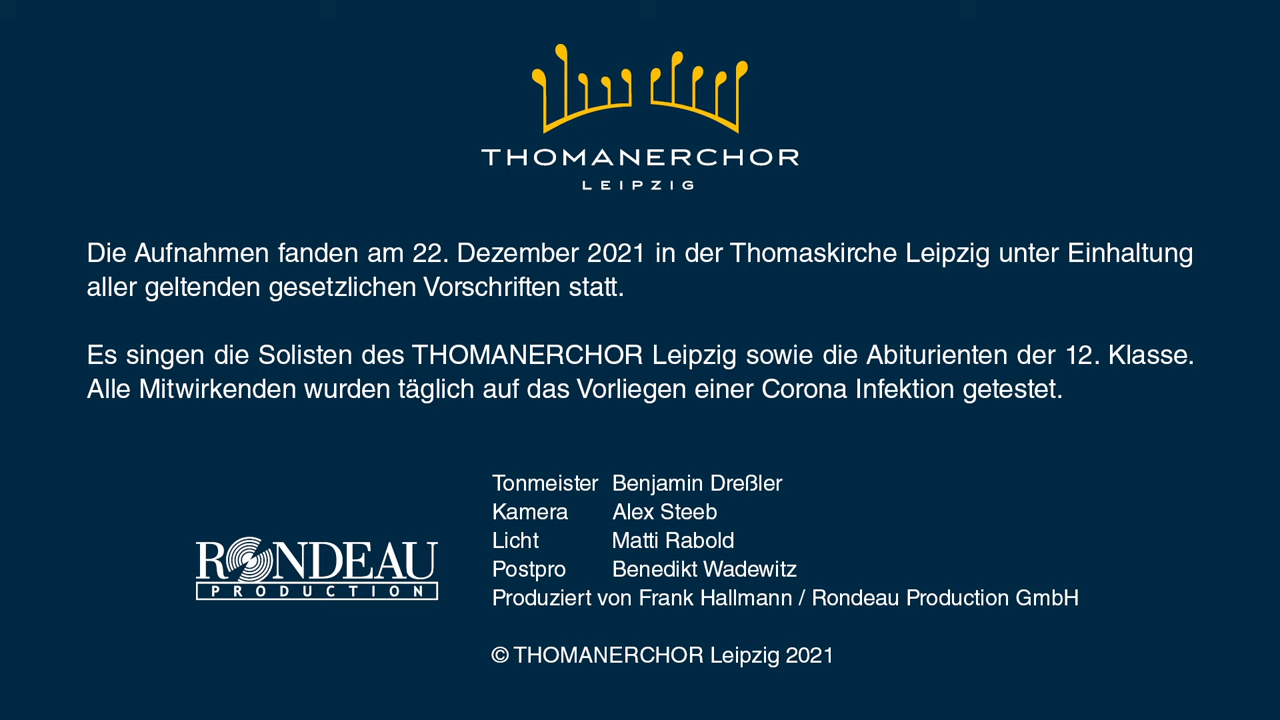 THOMANERCHOR
LEIPZIG
Die Aufnahmen fanden am 22. Dezember 2021 in der Thomaskirche Leipzig unter Einhaltung
aller geltenden gesetzlichen Vorschriften statt.
Es singen die Solisten des THOMANERCHOR Leipzig sowie die Abiturienten der 12. Klasse.
Alle Mitwirkenden wurden täglich auf das Vorliegen einer Corona Infektion getestet.
Tonmeister Benjamin Dreßler
Kamera Alex Steeb
Licht Matti Rabold
Postpro Benedikt Wadewitz
Produziert von Frank Hallmann / Rondeau Production GmbH
RONDEAU
PRODUCTION
© THOMANERCHOR Leipzig 2021